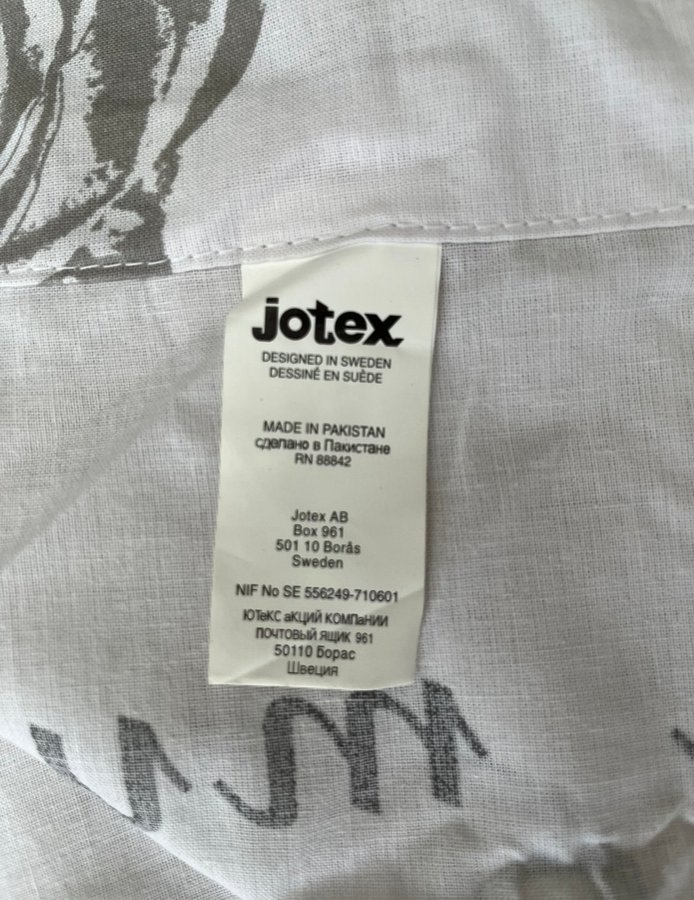 jotex
DESIGNED IN SWEDEN
DESSINÉ EN SUÈDE
MADE IN PAKISTAN
сделано в Пакистане
RN 88842
Jotex AB
Box 961
501 10 Borås
Sweden
NIF No SE 556249-710601
ЮТеКС аКЦИЙ КОМПаНИИ
ПОЧТОВЫЙ ЯЩИК 961
50110 Борас
Швеция